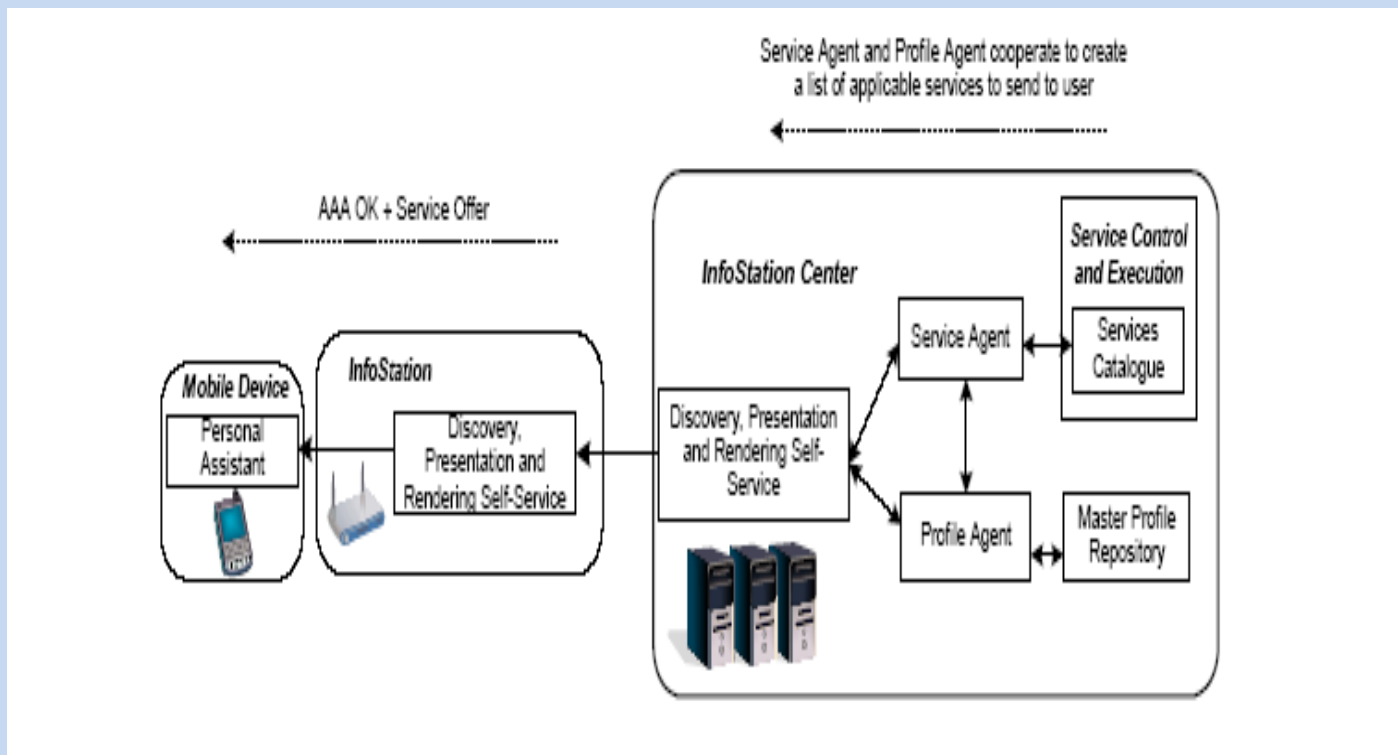 Service Agent and Profile Agent cooperate to create
a list of applicable services to send to user
AAA OK + Service Offer
Service Control
and Execution
InfoStation Center
Service Agent
Services
Catalogue
InfoStation
Mobile Device
Personal
Assistant
Discovery,
Presentation and
Rendering Self-Service
Discovery, Presentation
and Rendering Self-
Service
Profile Agent
Master Profile
Repository